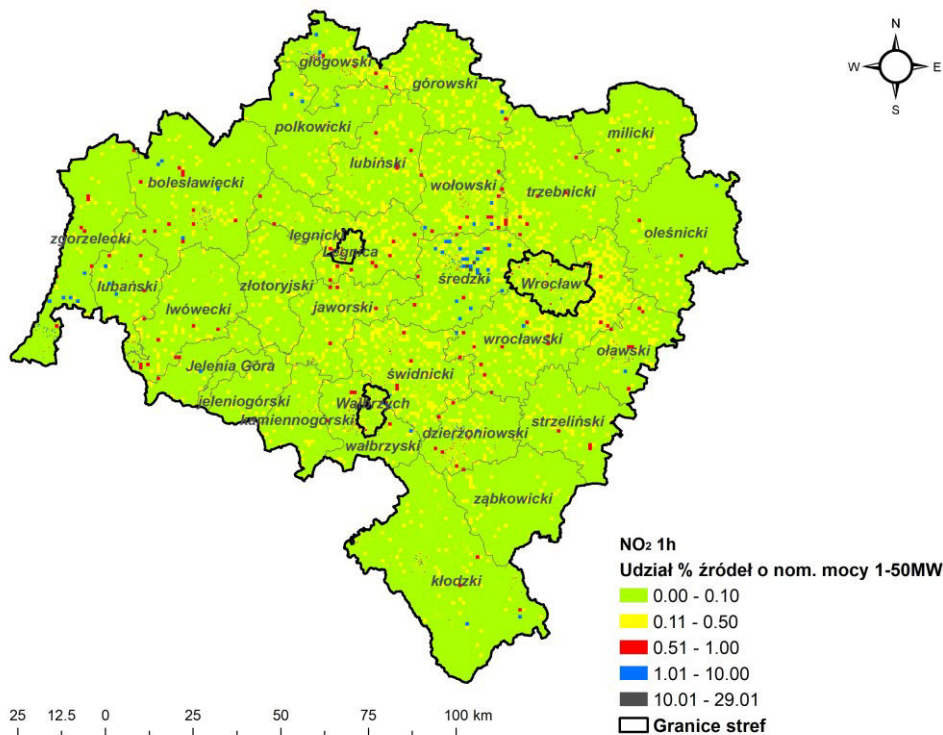 N
W E
S
głogowski
górowski
polkowicki
milicki
lubiński
bolesławiecki
wołowski
trzebnicki
zgorzelecki
legnicki
Legnica
oleśnicki
lubański
złotoryjski
średzki
Wrocław
lwówecki
jaworski
wrocławski
oławski
Jelenia Góra
świdnicki
jeleniogórski
Wałbrzych
kamiennogórski
dzierżoniowski
strzeliński
wałbrzyski
ząbkowicki
kłodzki
NO₂ 1h
Udział % źródeł o nom. mocy 1-50MW
0.00 - 0.10
0.11 - 0.50
0.51 - 1.00
1.01 - 10.00
10.01 - 29.01
Granice stref
25 12.5 0 25 50 75 100 km